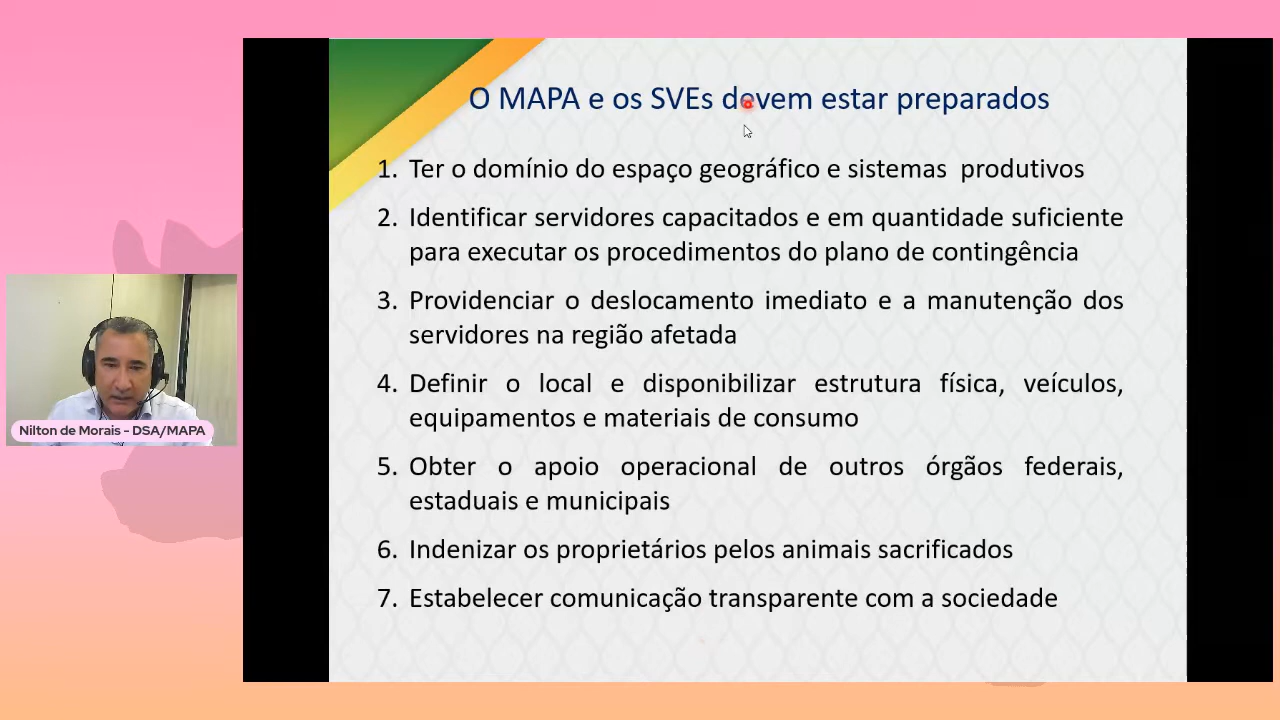 O MAPA e os SVEs devem estar preparados
1. Ter o domínio do espaço geográfico e sistemas produtivos
2. Identificar servidores capacitados e em quantidade suficiente
para executar os procedimentos do plano de contingência
3. Providenciar o deslocamento imediato e a manutenção dos
servidores na região afetada
4. Definir o local e disponibilizar estrutura física, veículos,
equipamentos e materiais de consumo
5. Obter o apoio operacional de outros órgãos federais,
estaduais e municipais
6. Indenizar os proprietários pelos animais sacrificados
7. Estabelecer comunicação transparente com a sociedade
Nilton de Morais - DSA/MAPA